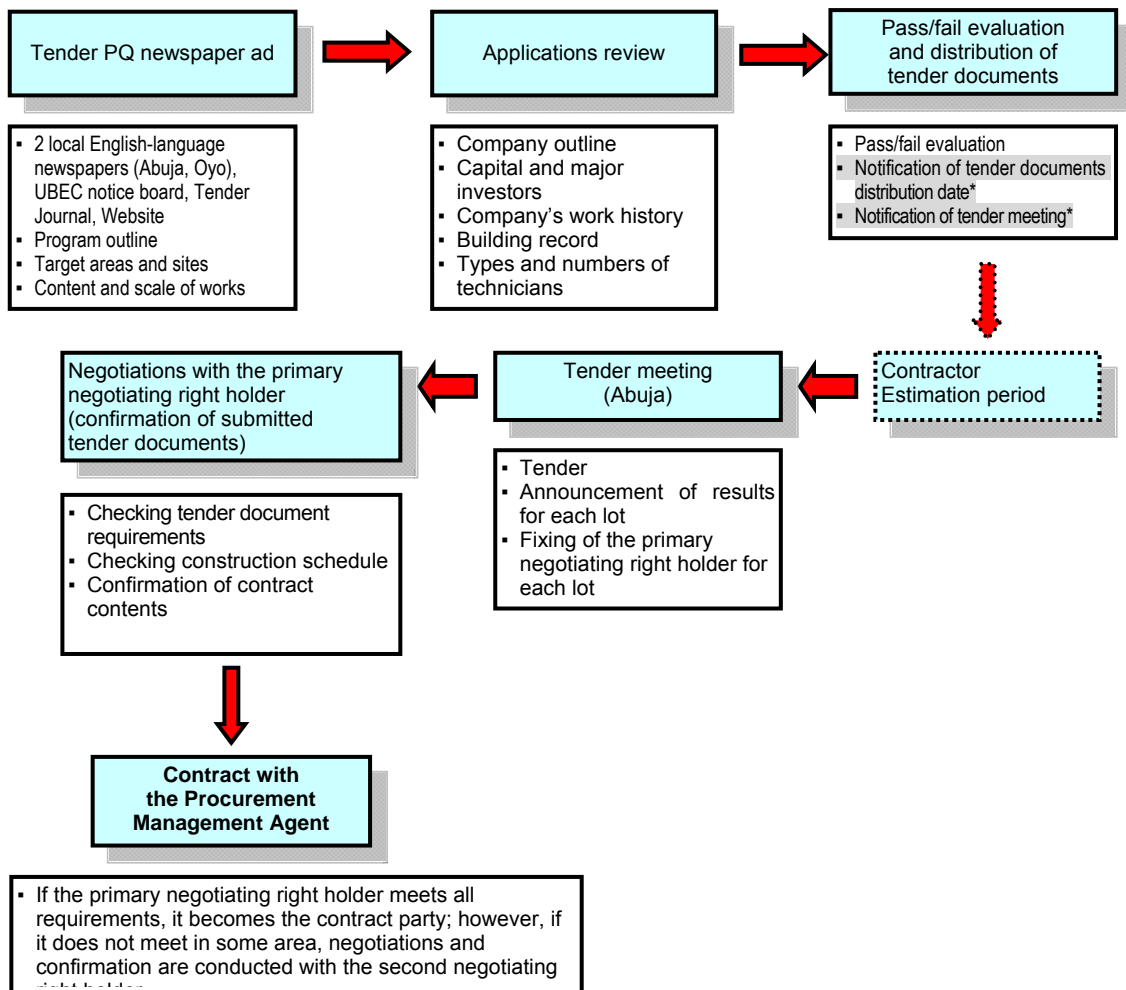 Tender PQ newspaper ad
▪ 2 local English-language
newspapers (Abuja, Oyo),
UBEC notice board, Tender
Journal, Website
▪ Program outline
▪ Target areas and sites
▪ Content and scale of works
Applications review
▪ Company outline
▪ Capital and major
investors
▪ Company's work history
▪ Building record
▪ Types and numbers of
technicians
Pass/fail evaluation
and distribution of
tender documents
▪ Pass/fail evaluation
▪ Notification of tender documents
distribution date*
▪ Notification of tender meeting*
Contractor
Estimation period
Tender meeting
(Abuja)
▪ Tender
▪ Announcement of results
for each lot
▪ Fixing of the primary
negotiating right holder for
each lot
Negotiations with the primary
negotiating right holder
(confirmation of submitted
tender documents)
▪ Checking tender document
requirements
▪ Checking construction schedule
▪ Confirmation of contract
contents
Contract with
the Procurement
Management Agent
▪ If the primary negotiating right holder meets all
requirements, it becomes the contract party; however, if
it does not meet in some area, negotiations and
confirmation are conducted with the second negotiating
right holder